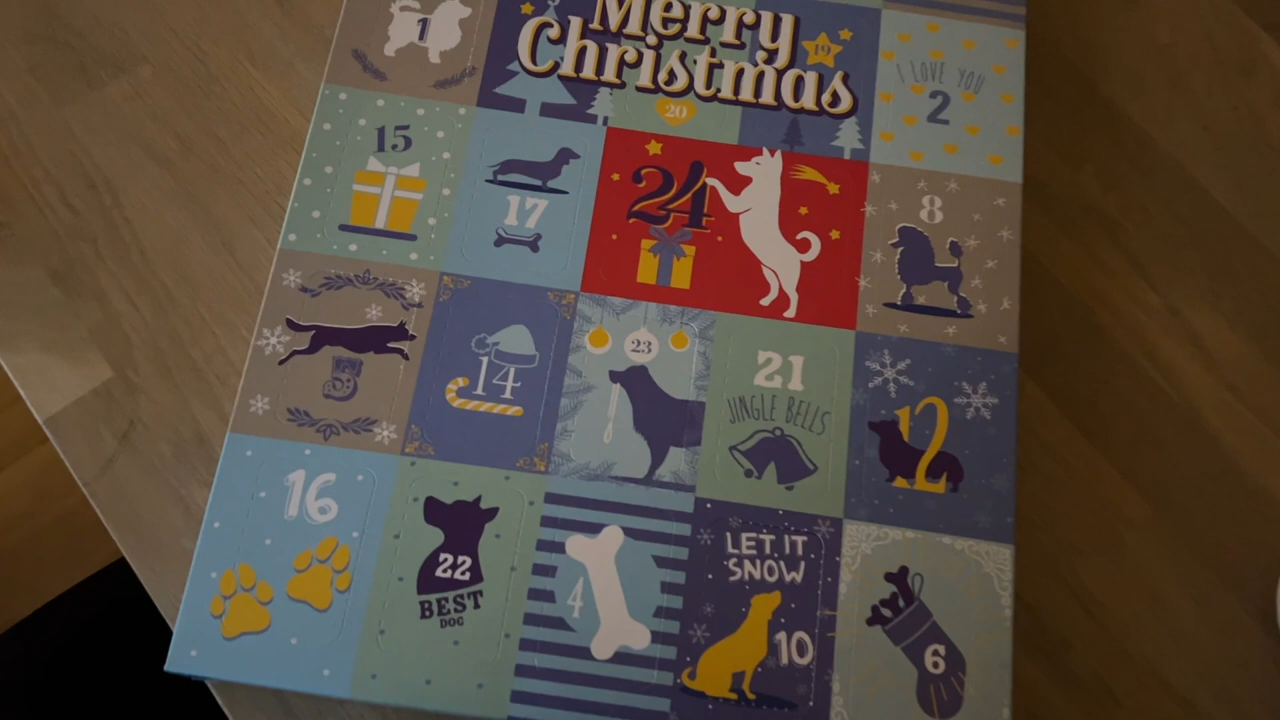 1
Merry
Christmas
19
20
I LOVE YOU
2
15
17
24
8
3
14
23
21
JINGLE BELLS
12
16
22
BEST
DOG
4
LET IT
SNOW
10
6